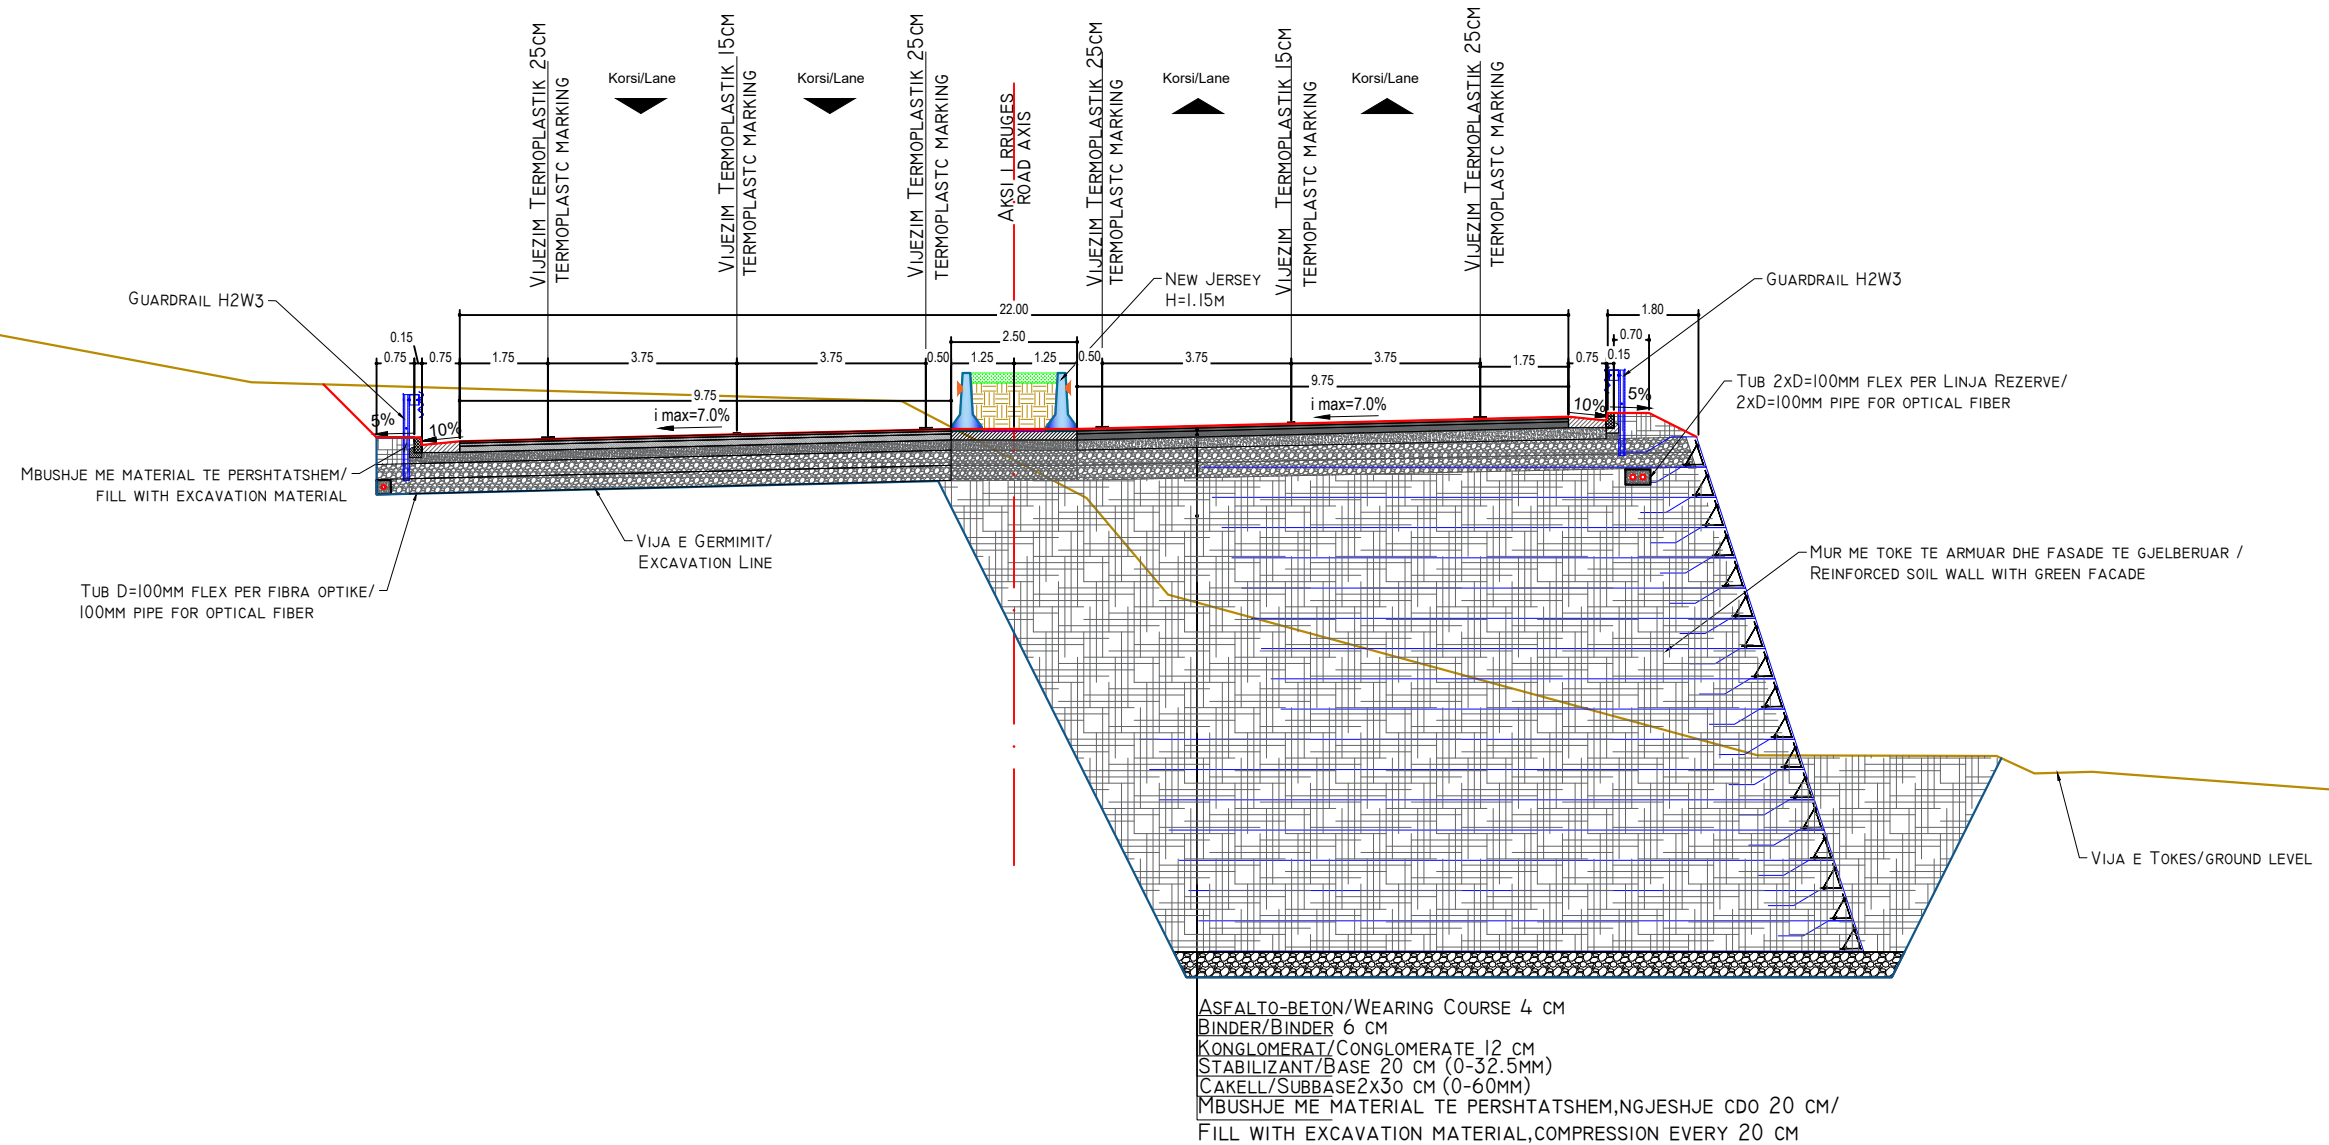 VIJEZIM TERMOPLASTIK 25CM
TERMOPLASTC MARKING
Korsi/Lane
VIJEZIM TERMOPLASTIK 15CM
TERMOPLASTC MARKING
Korsi/Lane
VIJEZIM TERMOPLASTIK 25CM
TERMOPLASTC MARKING
AKSI I RRUGES
ROAD AXIS
VIJEZIM TERMOPLASTIK 25CM
TERMOPLASTC MARKING
Korsi/Lane
VIJEZIM TERMOPLASTIK 15CM
TERMOPLASTC MARKING
Korsi/Lane
VIJEZIM TERMOPLASTIK 25CM
TERMOPLASTC MARKING
GUARDRAIL H2W3
NEW JERSEY
H=1.15M
GUARDRAIL H2W3
22.00
1.80
0.15
2.50
0.70
0.75
0.75
1.75
3.75
3.75
0.50
1.25
1.25
0.50
3.75
3.75
1.75
0.75
0.15
9.75
9.75
5%
10%
i max=7.0%
i max=7.0%
10%
5%
TUB 2XD=100MM FLEX PER LINJA REZERVE/
2XD=100MM PIPE FOR OPTICAL FIBER
MBUSHJE ME MATERIAL TE PERSHTATSHEM/
FILL WITH EXCAVATION MATERIAL
VIJA E GERMIMIT/
EXCAVATION LINE
TUB D=100MM FLEX PER FIBRA OPTIKE/
100MM PIPE FOR OPTICAL FIBER
MUR ME TOKE TE ARMUAR DHE FASADE TE GJELBERUAR /
REINFORCED SOIL WALL WITH GREEN FACADE
VIJA E TOKES/GROUND LEVEL
ASFALTO-BETON/WEARING COURSE 4 CM
BINDER/BINDER 6 CM
KONGLOMERAT/CONGLOMERATE 12 CM
STABILIZANT/BASE 20 CM (0-32.5MM)
CAKELL/SUBBASE2X30 CM (0-60MM)
MBUSHJE ME MATERIAL TE PERSHTATSHEM,NGJESHJE CDO 20 CM/
FILL WITH EXCAVATION MATERIAL,COMPRESSION EVERY 20 CM